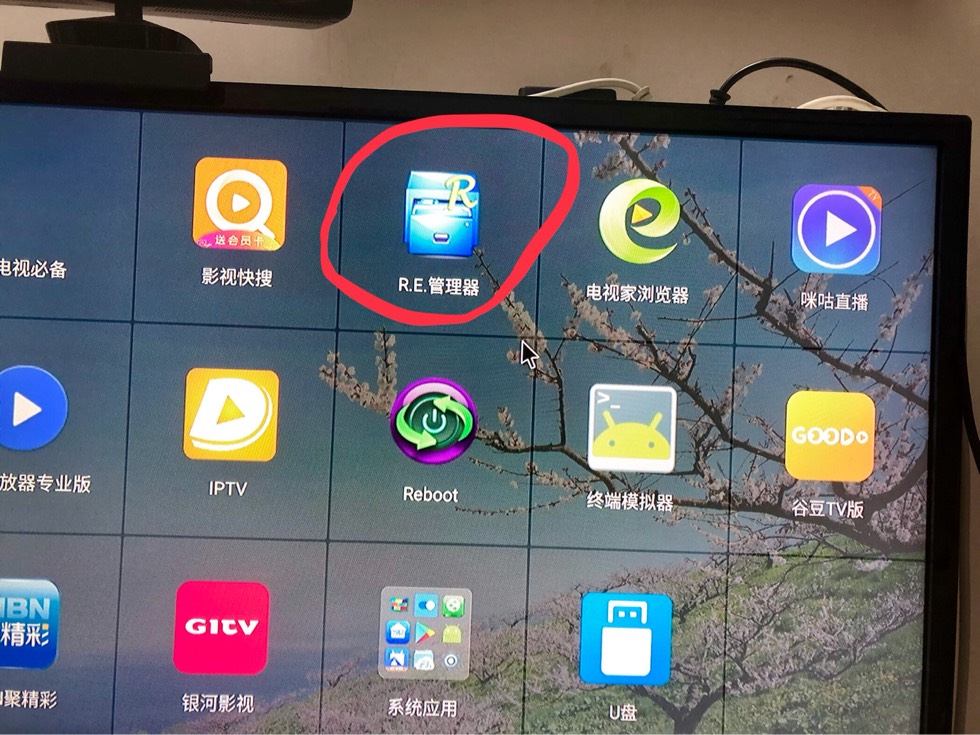 送会员卡
R
TV
电视必备
影视快搜
R.E.管理器
电视家浏览器
咪咕直播
>_
GOODO
放器专业版
IPTV
Reboot
终端模拟器
谷豆TV版
HBN
精彩
GITV
聚精彩
银河影视
系统应用
U盘